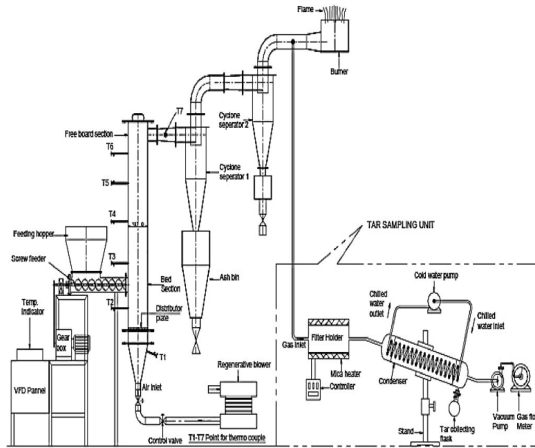 Flame
Burner
Cyclone
seperator 2
T7
Free board section
T6
T5
Cyclone
seperator 1
T4
Feeding hopper
T3
Screw feeder
Bed
Section
Ash bin
TAR SAMPLING UNIT
Cold water pump
Chilled
water outlet
Chilled
water inlet
T2
Temp.
Indicator
Distributor
plate
Gear
box
Filter Holder
Gas inlet
T1
Mica heater
Controller
Condenser
Regenerative blower
Air inlet
VFD Pannel
Tar collecting
flask
Vacuum
Pump
Gas flo
Meter
Stand
Control valve
T1-T7 Point for thermo couple